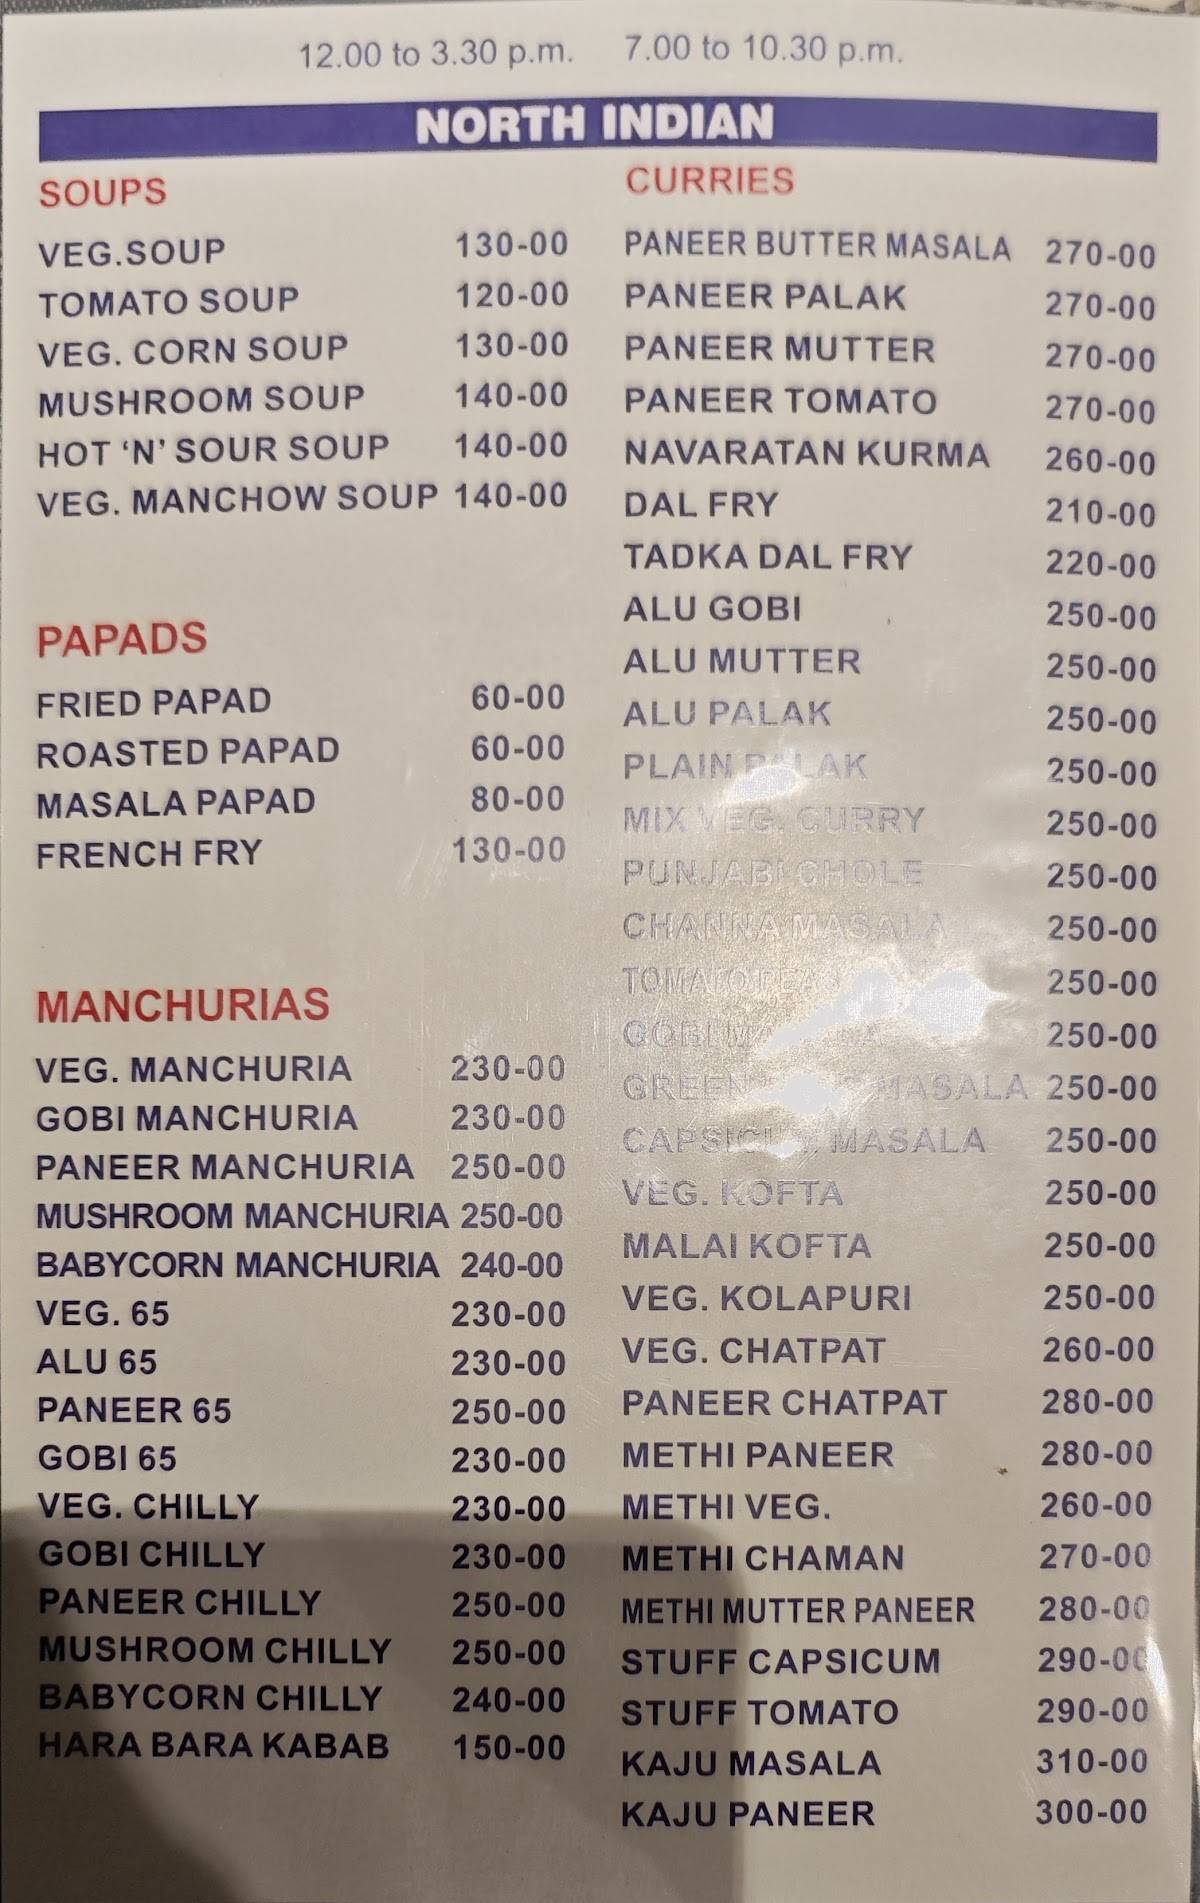 12.00 to 3.30 p.m. 7.00 to 10.30 p.m.
NORTH INDIAN
SOUPS
VEG.SOUP 130-00
TOMATO SOUP 120-00
VEG. CORN SOUP 130-00
MUSHROOM SOUP 140-00
HOT ‘N’ SOUR SOUP 140-00
VEG. MANCHOW SOUP 140-00
PAPADS
FRIED PAPAD 60-00
ROASTED PAPAD 60-00
MASALA PAPAD 80-00
FRENCH FRY 130-00
MANCHURIAS
VEG. MANCHURIA 230-00
GOBI MANCHURIA 230-00
PANEER MANCHURIA 250-00
MUSHROOM MANCHURIA 250-00
BABYCORN MANCHURIA 240-00
VEG. 65 230-00
ALU 65 230-00
PANEER 65 250-00
GOBI 65 230-00
VEG. CHILLY 230-00
GOBI CHILLY 230-00
PANEER CHILLY 250-00
MUSHROOM CHILLY 250-00
BABYCORN CHILLY 240-00
HARA BARA KABAB 150-00
CURRIES
PANEER BUTTER MASALA 270-00
PANEER PALAK 270-00
PANEER MUTTER 270-00
PANEER TOMATO 270-00
NAVARATAN KURMA 260-00
DAL FRY 210-00
TADKA DAL FRY 220-00
ALU GOBI 250-00
ALU MUTTER 250-00
ALU PALAK 250-00
PLAIN PALAK 250-00
MIX VEG. CURRY 250-00
PUNJABI CHOLE 250-00
CHANNA MASALA 250-00
TOMATO PEAS 250-00
GOBI 250-00
GREEN MASALA 250-00
CAPSICUM MASALA 250-00
VEG. KOFTA 250-00
MALAI KOFTA 250-00
VEG. KOLAPURI 250-00
VEG. CHATPAT 260-00
PANEER CHATPAT 280-00
METHI PANEER 280-00
METHI VEG. 260-00
METHI CHAMAN 270-00
METHI MUTTER PANEER 280-00
STUFF CAPSICUM 290-00
STUFF TOMATO 290-00
KAJU MASALA 310-00
KAJU PANEER 300-00